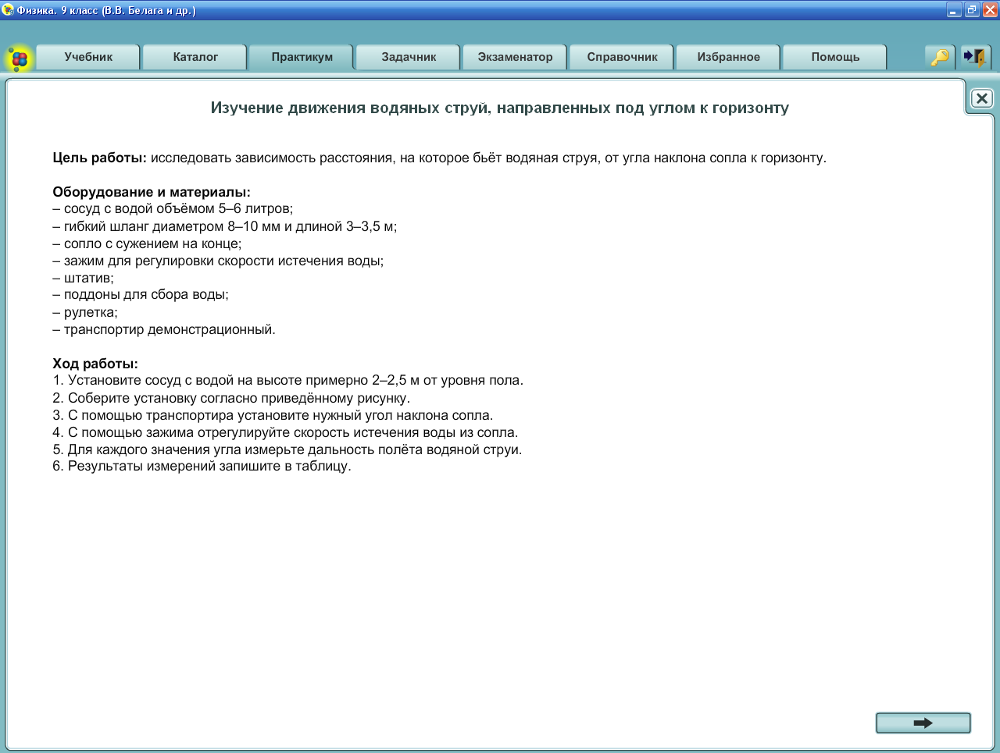 Физика. 9 класс (В.В. Белага и др.)
Учебник Каталог Практикум Задачник Экзаменатор Справочник Избранное Помощь
Изучение движения водяных струй, направленных под углом к горизонту
Цель работы: исследовать зависимость расстояния, на которое бьёт водяная струя, от угла наклона сопла к горизонту.
Оборудование и материалы:
– сосуд с водой объёмом 5–6 литров;
– гибкий шланг диаметром 8–10 мм и длиной 3–3,5 м;
– сопло с сужением на конце;
– зажим для регулировки скорости истечения воды;
– штатив;
– поддоны для сбора воды;
– рулетка;
– транспортир демонстрационный.
Ход работы:
1. Установите сосуд с водой на высоте примерно 2–2,5 м от уровня пола.
2. Соберите установку согласно приведённому рисунку.
3. С помощью транспортира установите нужный угол наклона сопла.
4. С помощью зажима отрегулируйте скорость истечения воды из сопла.
5. Для каждого значения угла измерьте дальность полёта водяной струи.
6. Результаты измерений запишите в таблицу.